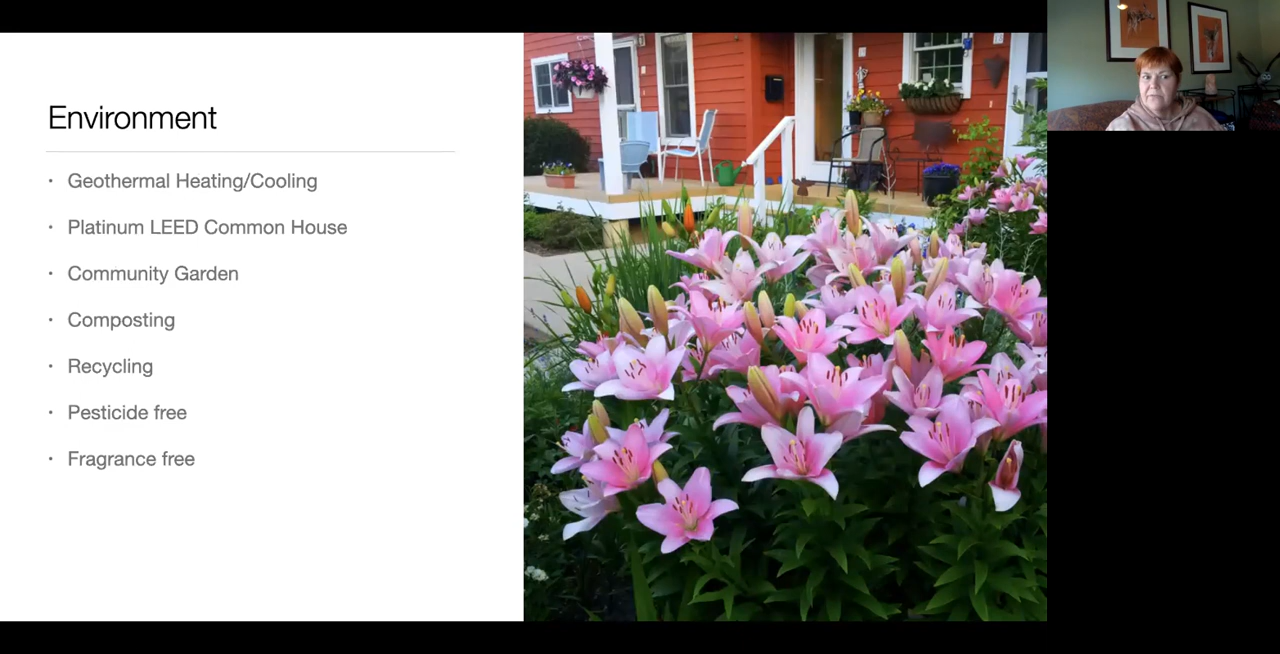 Environment
• Geothermal Heating/Cooling
• Platinum LEED Common House
• Community Garden
• Composting
• Recycling
• Pesticide free
• Fragrance free